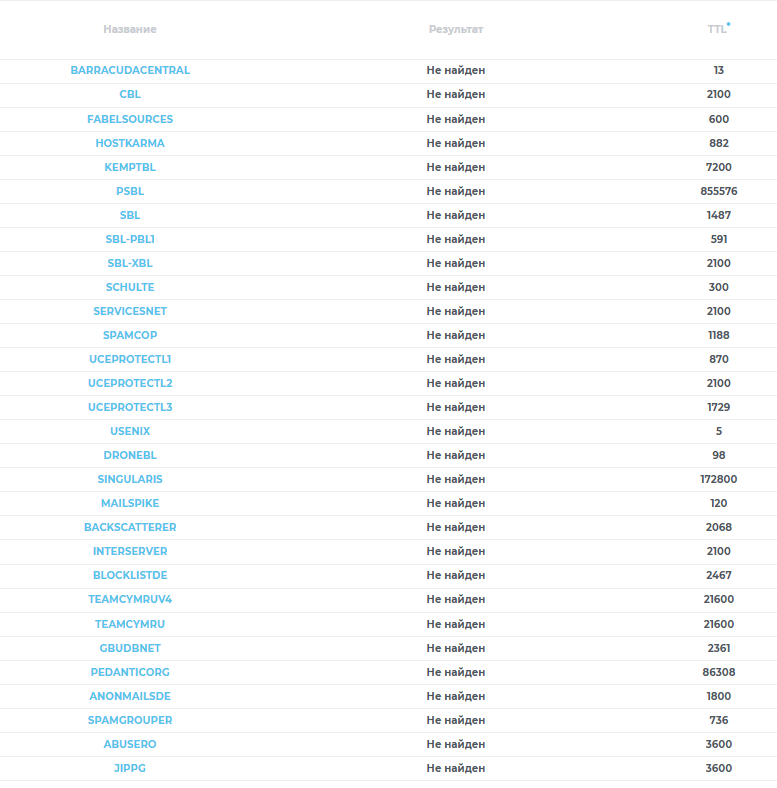 Название Результат TTL*
BARRACUDACENTRAL Не найден 13
CBL Не найден 2100
FABELSOURCES Не найден 600
HOSTKARMA Не найден 882
KEMPTBL Не найден 7200
PSBL Не найден 855576
SBL Не найден 1487
SBL-PBL1 Не найден 591
SBL-XBL Не найден 2100
SCHULTE Не найден 300
SERVICESNET Не найден 2100
SPAMCOP Не найден 1188
UCEPROTECTL1 Не найден 870
UCEPROTECTL2 Не найден 2100
UCEPROTECTL3 Не найден 1729
USENIX Не найден 5
DRONEBL Не найден 98
SINGULARIS Не найден 172800
MAILSPIKE Не найден 120
BACKSCATTERER Не найден 2068
INTERSERVER Не найден 2100
BLOCKLISTDE Не найден 2467
TEAMCYMRUV4 Не найден 21600
TEAMCYMRU Не найден 21600
GBUDBNET Не найден 2361
PEDANTICORG Не найден 86308
ANONMAILSDE Не найден 1800
SPAMGROUPER Не найден 736
ABUSERO Не найден 3600
JIPPG Не найден 3600